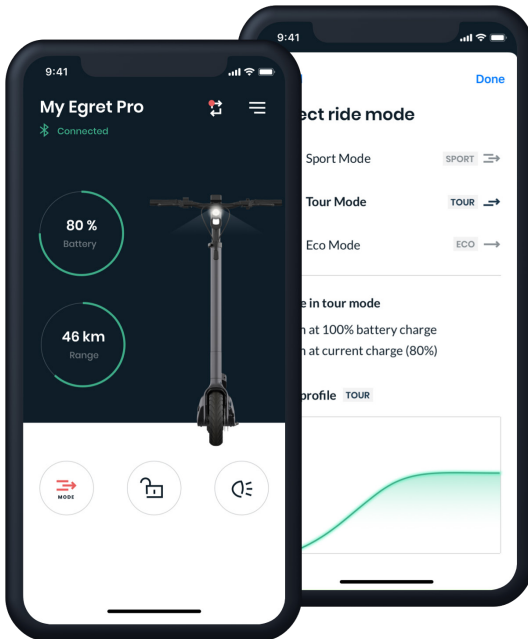 9:41
My Egret Pro
Connected
80 %
Battery
46 km
Range
MODE
9:41
Done
ride mode
Sport Mode SPORT
Tour Mode TOUR
Eco Mode ECO
in tour mode
at 100% battery charge
at current charge (80%)
profile TOUR